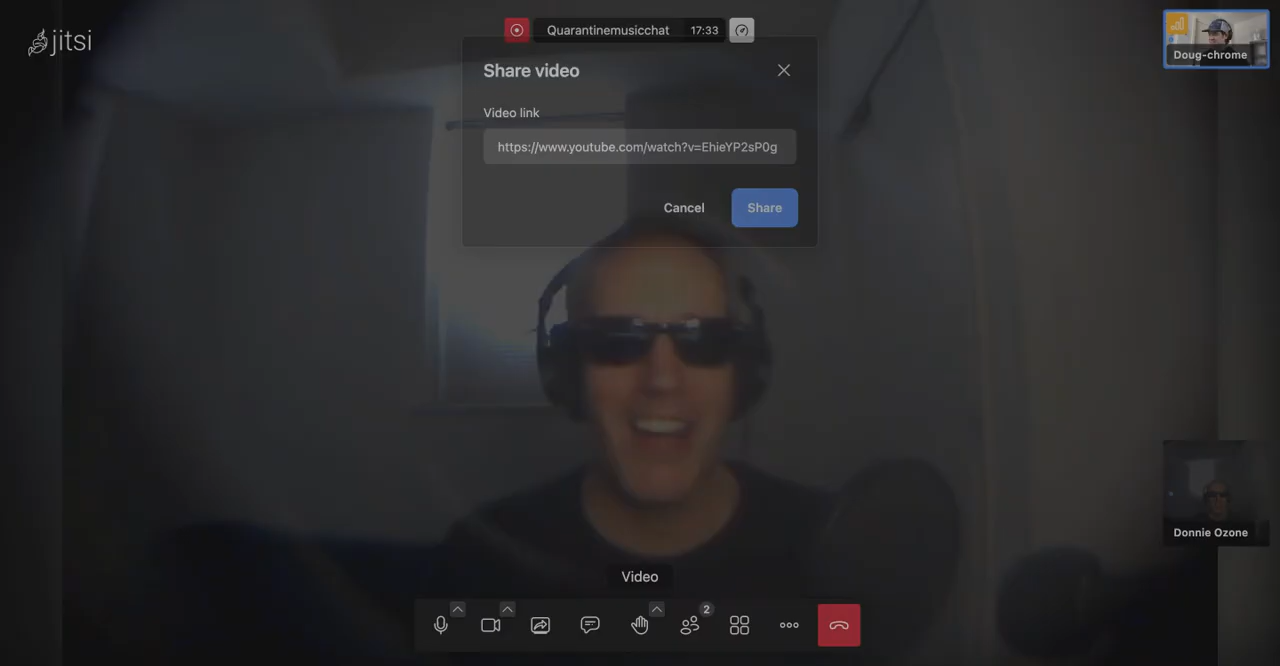 jitsi
Quarantinemusicchat 17:33
Doug-chrome
Share video
Video link
https://www.youtube.com/watch?v=EhieYP2sP0g
Cancel Share
Donnie Ozone
Video
2